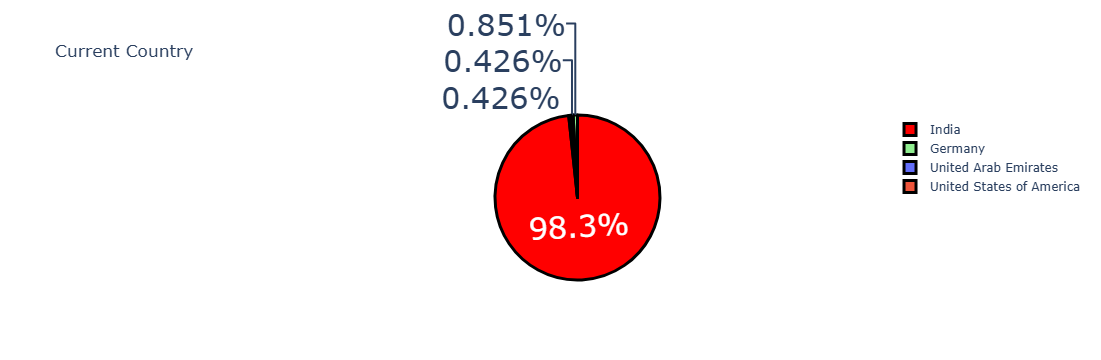 Current Country
0.851%
0.426%
0.426%
98.3%
India
Germany
United Arab Emirates
United States of America